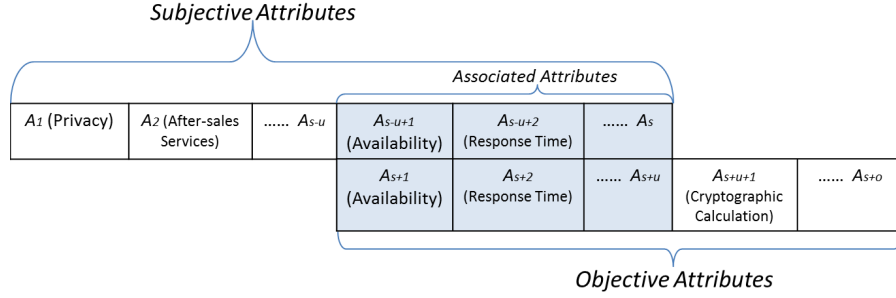 Subjective Attributes
Associated Attributes
A1 (Privacy)
A2 (After-sales
Services)
...... As-u
As-u+1
(Availability)
As-u+2
(Response Time)
...... As
As+1
(Availability)
As+2
(Response Time)
...... As+u
As+u+1
(Cryptographic
Calculation)
...... As+o
Objective Attributes